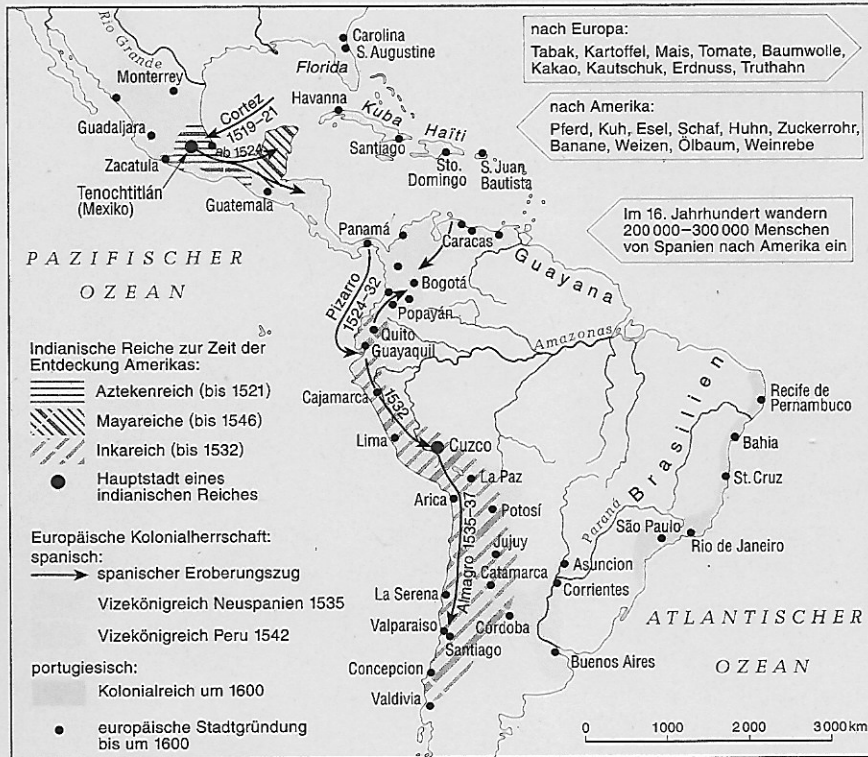 nach Europa:
Tabak, Kartoffel, Mais, Tomate, Baumwolle,
Kakao, Kautschuk, Erdnuss, Truthahn
nach Amerika:
Pferd, Kuh, Esel, Schaf, Huhn, Zuckerrohr,
Banane, Weizen, Ölbaum, Weinrebe
Im 16. Jahrhundert wandern
200 000–300 000 Menschen
von Spanien nach Amerika ein
Rio Grande
Monterrey
Carolina
S. Augustine
Florida
Havanna
Kuba
Haïti
Cortez
1519–21
ab 1524
Guadaljara
Zacatula
Tenochtitlán
(Mexiko)
Guatemala
Santiago
Sto.
Domingo
S. Juan
Bautista
Panamá
Caracas
Guayana
PAZIFISCHER
OZEAN
Pizarro
1524–32
Bogotá
Popayán
Quito
Guayaquil
Amazonas
Cajamarca
1532
Lima
Cuzco
La Paz
Arica
Potosí
Jujuy
Catamarca
Almagro 1535–37
La Serena
Valparaiso
Santiago
Córdoba
Concepcion
Valdivia
Brasilien
Recife de
Pernambuco
Bahia
St. Cruz
Paraná
São Paulo
Rio de Janeiro
Asuncion
Corrientes
Buenos Aires
ATLANTISCHER
OZEAN
Indianische Reiche zur Zeit der
Entdeckung Amerikas:
Aztekenreich (bis 1521)
Mayareiche (bis 1546)
Inkareich (bis 1532)
Hauptstadt eines
indianischen Reiches
Europäische Kolonialherrschaft:
spanisch:
spanischer Eroberungszug
Vizekönigreich Neuspanien 1535
Vizekönigreich Peru 1542
portugiesisch:
Kolonialreich um 1600
europäische Stadtgründung
bis um 1600
0 1000 2000 3000 km